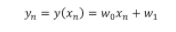 yₙ = y(xₙ) = w₀xₙ + w₁